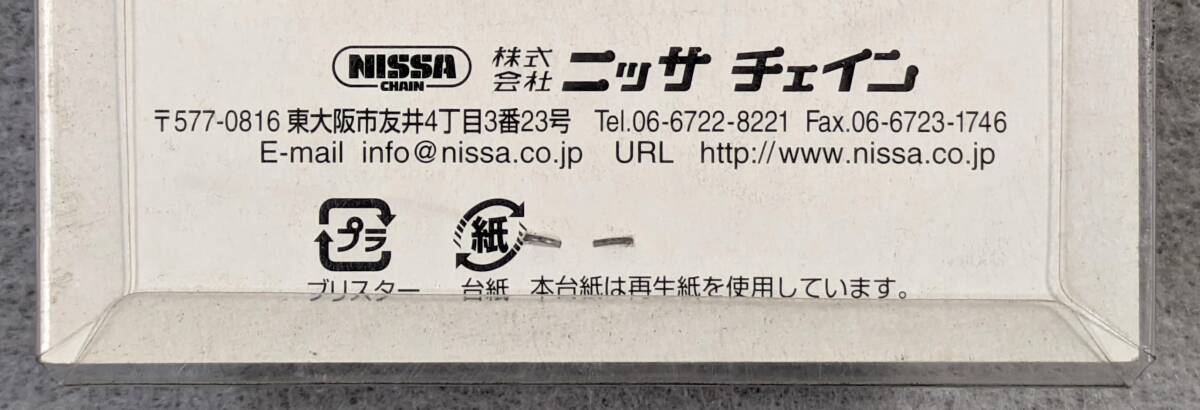 NISSA CHAIN 株式会社 ニッサ チェイン
〒577-0816 東大阪市友井4丁目3番23号 Tel.06-6722-8221 Fax.06-6723-1746
E-mail info@nissa.co.jp URL http://www.nissa.co.jp
プラ 紙
ブリスター 台紙 本台紙は再生紙を使用しています。